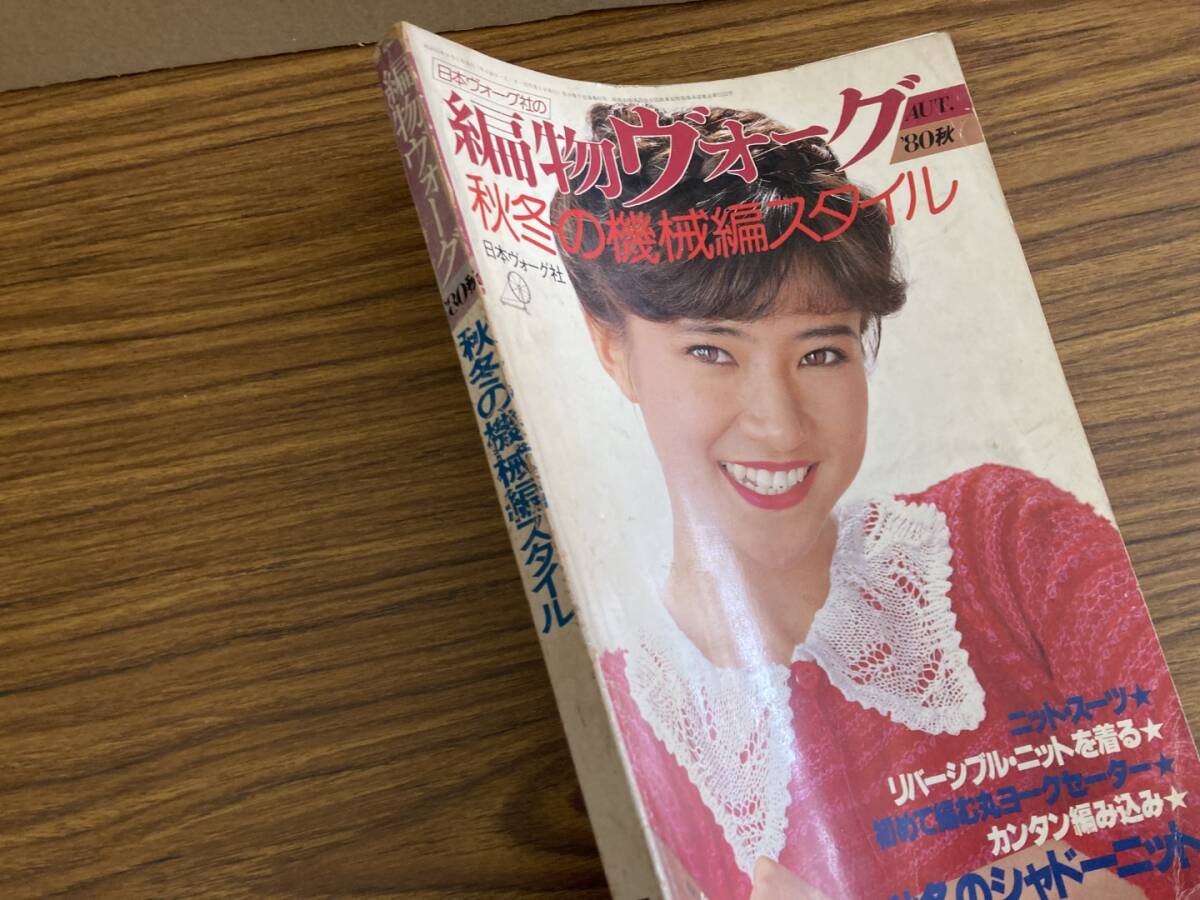 日本ヴォーグ社の
編物ヴォーグ
AUT.
'80秋
秋冬の機械編スタイル
日本ヴォーグ社
ニット・スーツ★
リバーシブル・ニットを着る★
初めて編む丸ヨークセーター★
カンタン編み込み★
秋冬のシャドーニット
編物ヴォーグ
'80秋
秋冬の機械編スタイル